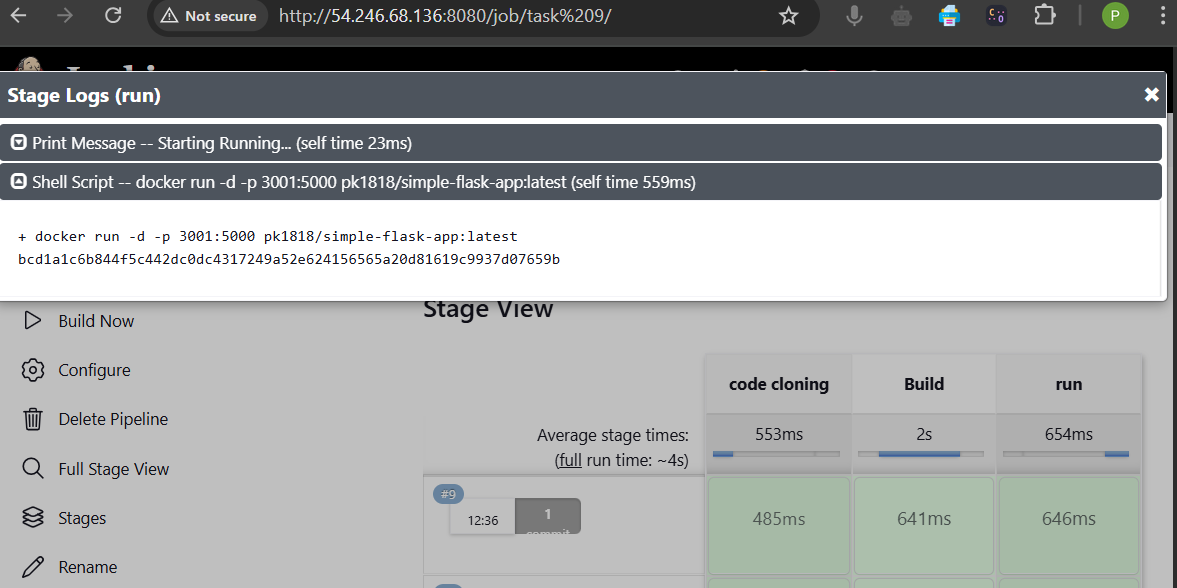 Not secure
http://54.246.68.136:8080/job/task%209/
P
Stage Logs (run)
Print Message -- Starting Running... (self time 23ms)
Shell Script -- docker run -d -p 3001:5000 pk1818/simple-flask-app:latest (self time 559ms)
+ docker run -d -p 3001:5000 pk1818/simple-flask-app:latest
bcd1a1c6b844f5c442dc0dc4317249a52e624156565a20d81619c9937d07659b
Stage View
Build Now
Configure
Delete Pipeline
Full Stage View
Stages
Rename
code cloning
Build
run
Average stage times:
(full run time: ~4s)
553ms
2s
654ms
#9
12:36
1
commit
485ms
641ms
646ms